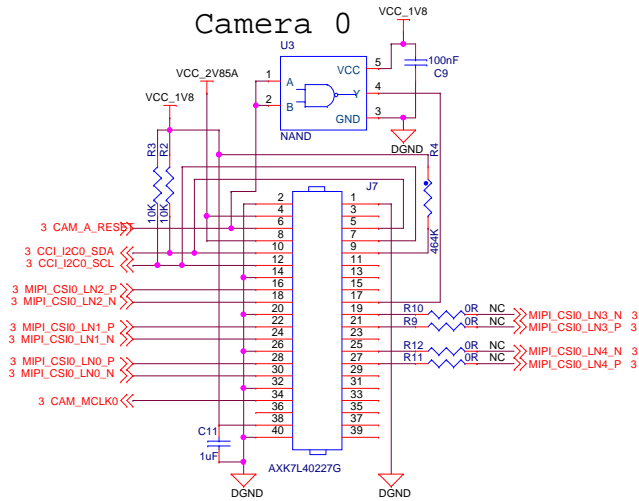 Camera 0
VCC_1V8
U3
VCC_2V85A
1
A
VCC
5
100nF
C9
2
B
Y
4
VCC_1V8
GND
3
NAND
DGND
R3
R2
R4
10K
10K
464K
J7
2
1
4
3
3 CAM_A_RESET
6
5
8
7
3 CCI_I2C0_SDA
10
9
3 CCI_I2C0_SCL
12
11
14
13
3 MIPI_CSI0_LN2_P
16
15
3 MIPI_CSI0_LN2_N
18
17
20
19
R10
0R
NC
MIPI_CSI0_LN3_N 3
3 MIPI_CSI0_LN1_P
22
21
R9
0R
NC
MIPI_CSI0_LN3_P 3
3 MIPI_CSI0_LN1_N
24
23
26
25
R12
0R
NC
MIPI_CSI0_LN4_N 3
3 MIPI_CSI0_LN0_P
28
27
R11
0R
NC
MIPI_CSI0_LN4_P 3
3 MIPI_CSI0_LN0_N
30
29
32
31
3 CAM_MCLK0
34
33
36
35
38
37
C11
40
39
1uF
AXK7L40227G
DGND
DGND